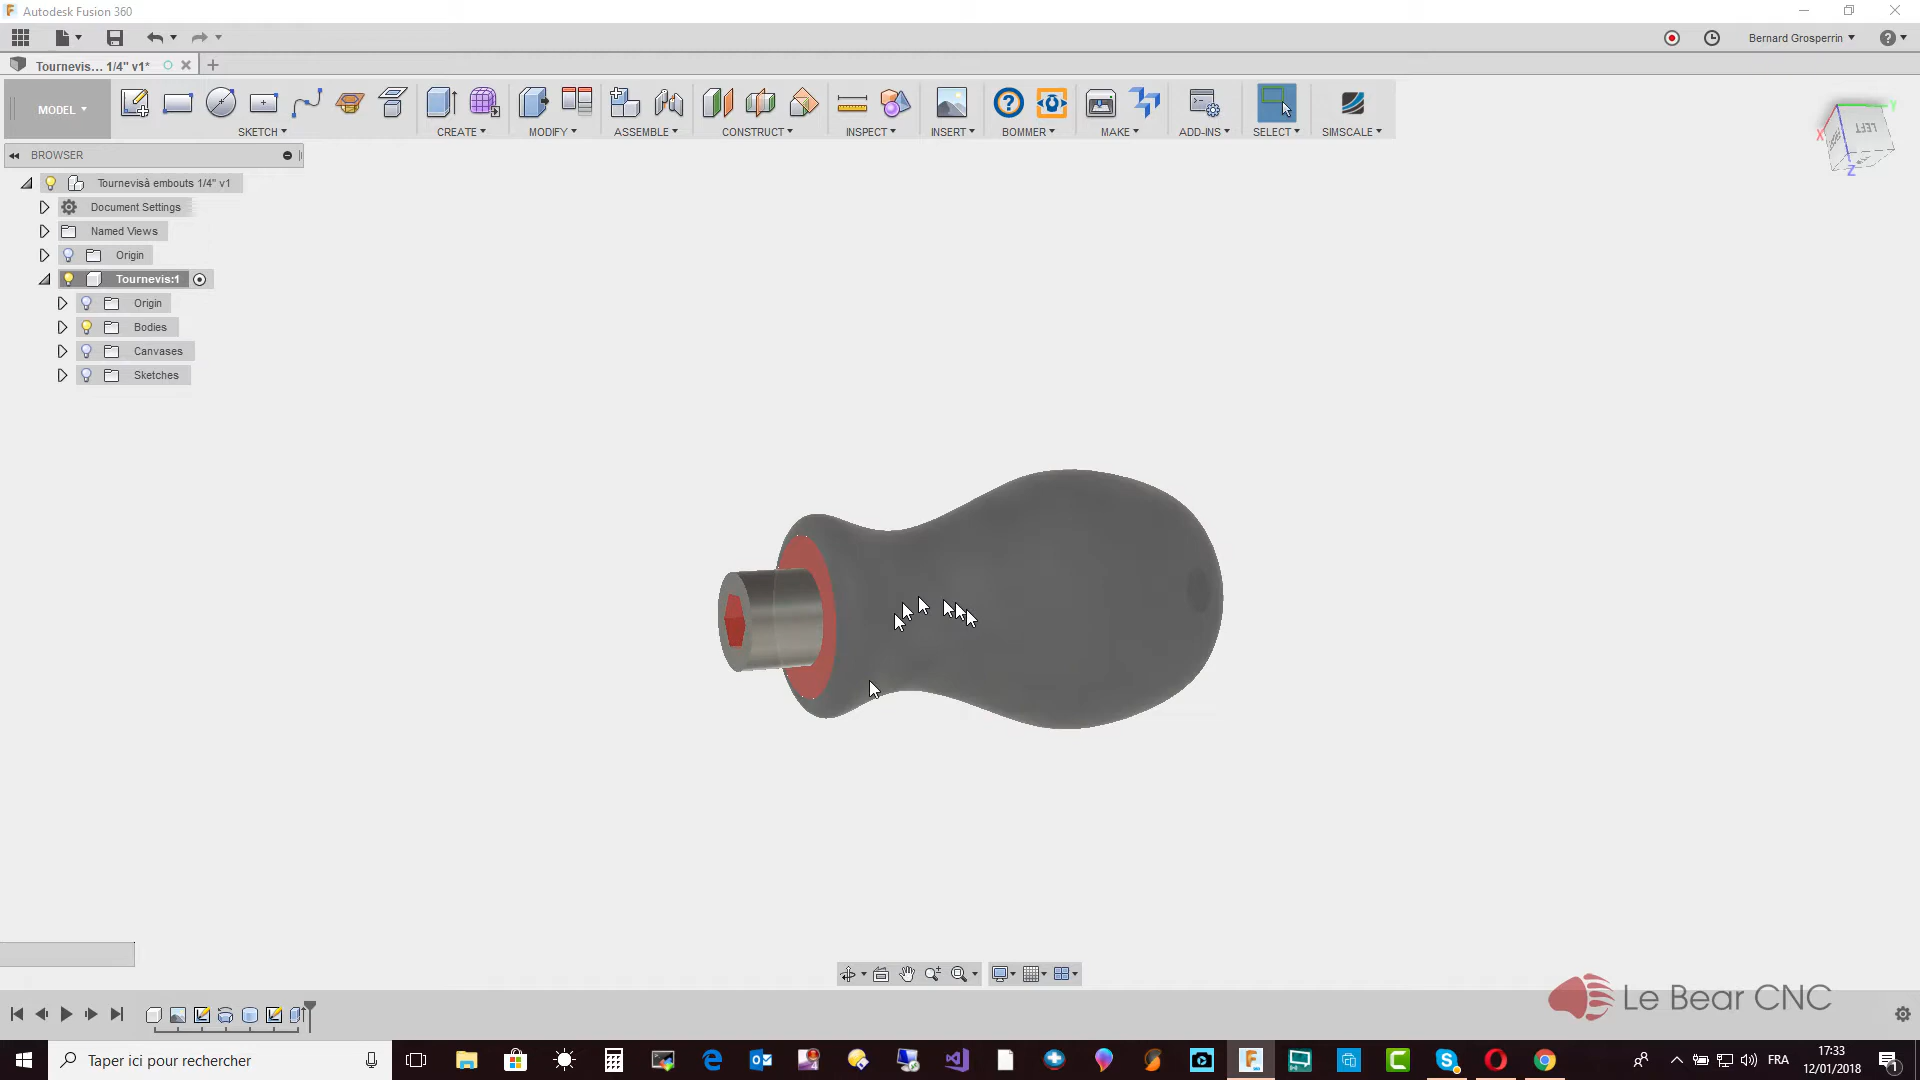 Autodesk Fusion 360
Bernard Grosperrin
Tournevis... 1/4" v1*
MODEL
SKETCH
CREATE
MODIFY
ASSEMBLE
CONSTRUCT
INSPECT
INSERT
BOMMER
MAKE
ADD-INS
SELECT
SIMSCALE
LEFT
X
Y
Z
BROWSER
Tournevisà embouts 1/4" v1
Document Settings
Named Views
Origin
Tournevis:1
Origin
Bodies
Canvases
Sketches
Le Bear CNC
Taper ici pour rechercher
FRA
17:33
12/01/2018